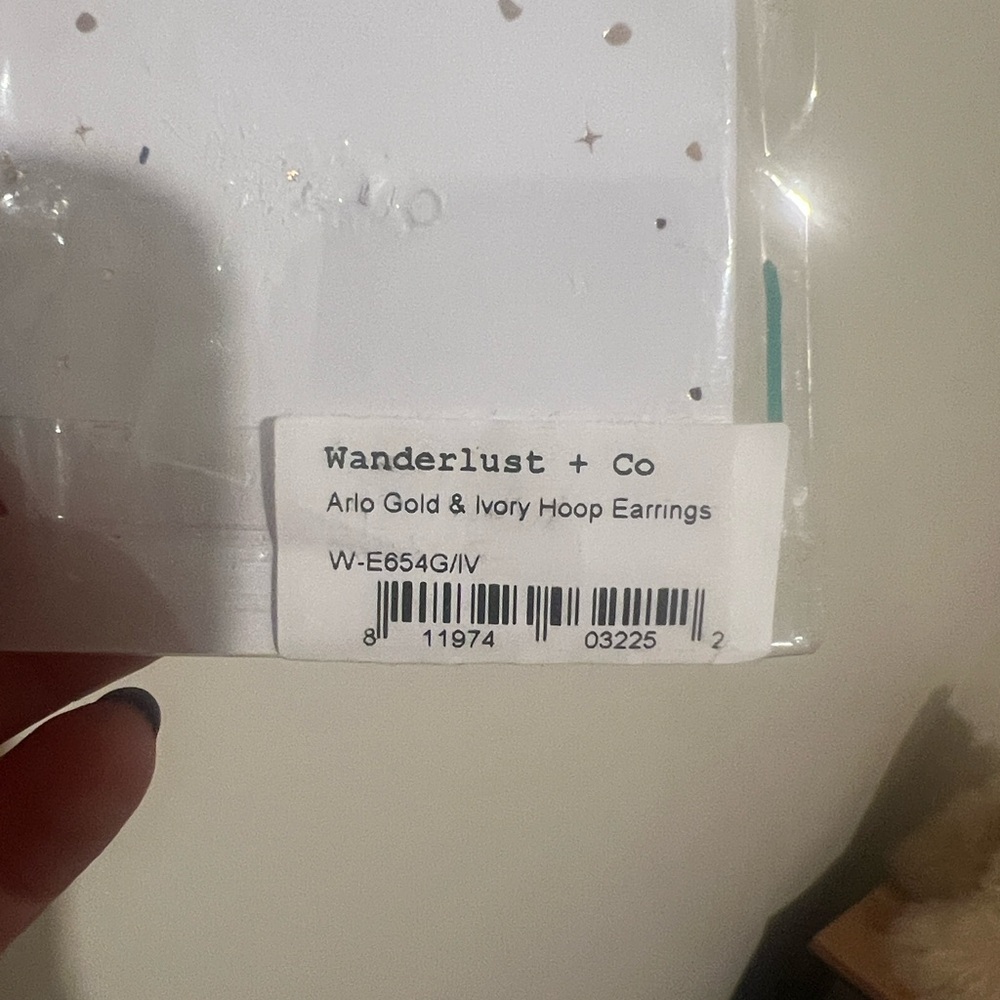 Wanderlust + Co
Arlo Gold & Ivory Hoop Earrings
W-E654G/IV
8 11974 03225 2